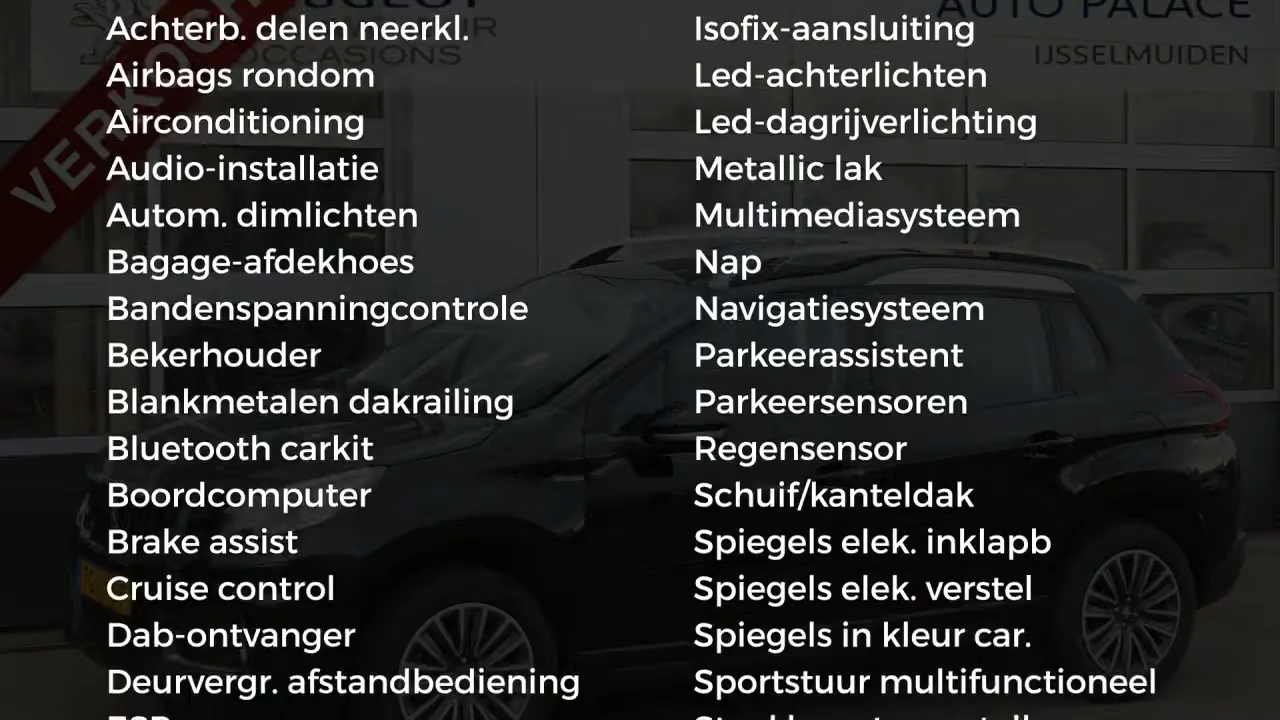 AUTO PALACE
IJSSELMUIDEN
OCCASIONS
VERKOCHT
Achterb. delen neerkl.
Airbags rondom
Airconditioning
Audio-installatie
Autom. dimlichten
Bagage-afdekhoes
Bandenspanningcontrole
Bekerhouder
Blankmetalen dakrailing
Bluetooth carkit
Boordcomputer
Brake assist
Cruise control
Dab-ontvanger
Deurvergr. afstandbediening
Isofix-aansluiting
Led-achterlichten
Led-dagrijverlichting
Metallic lak
Multimediasysteem
Nap
Navigatiesysteem
Parkeerassistent
Parkeersensoren
Regensensor
Schuif/kanteldak
Spiegels elek. inklapb
Spiegels elek. verstel
Spiegels in kleur car.
Sportstuur multifunctioneel